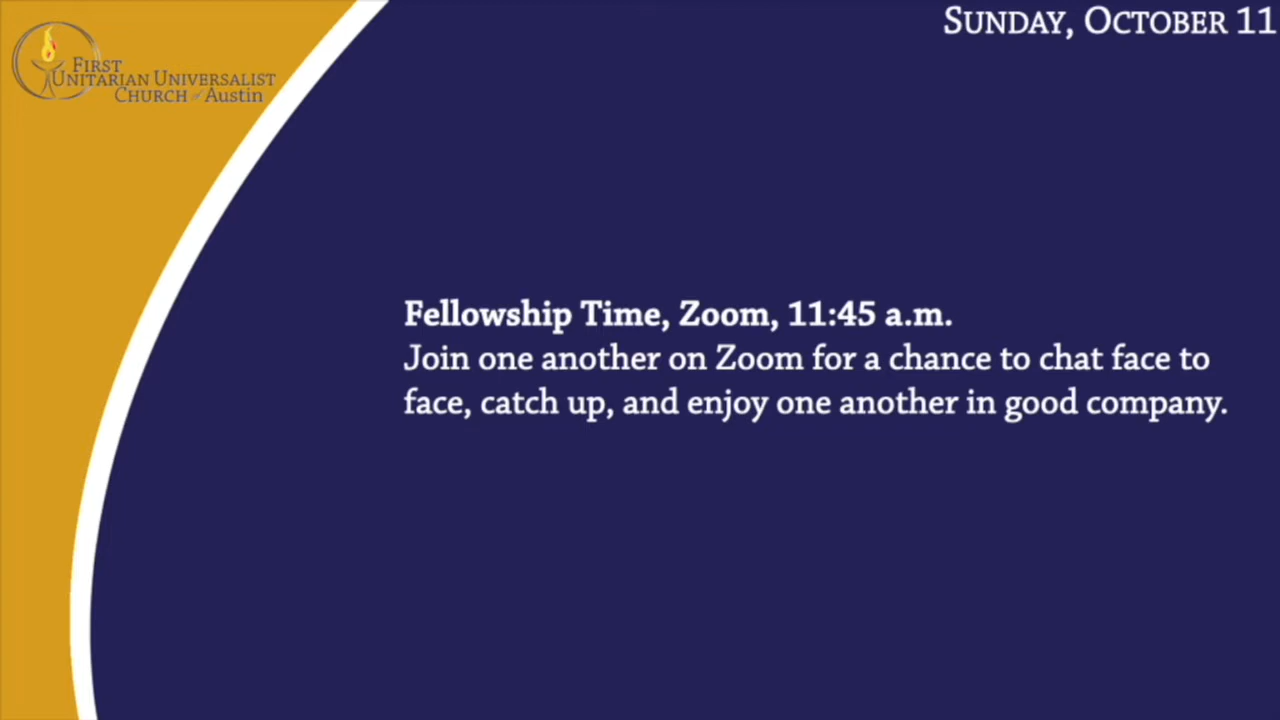 First
Unitarian Universalist
Church of Austin
Sunday, October 11
Fellowship Time, Zoom, 11:45 a.m.
Join one another on Zoom for a chance to chat face to
face, catch up, and enjoy one another in good company.